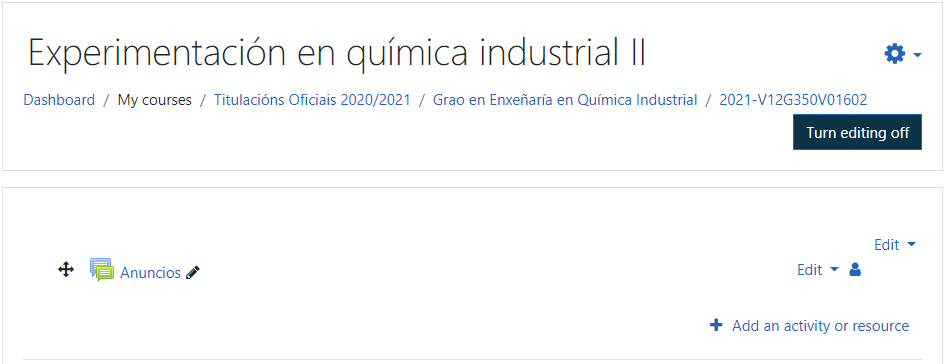 Experimentación en química industrial II
Dashboard / My courses / Titulacións Oficiais 2020/2021 / Grao en Enxeñaría en Química Industrial / 2021-V12G350V01602
Turn editing off
Edit
Anuncios
Edit
Add an activity or resource